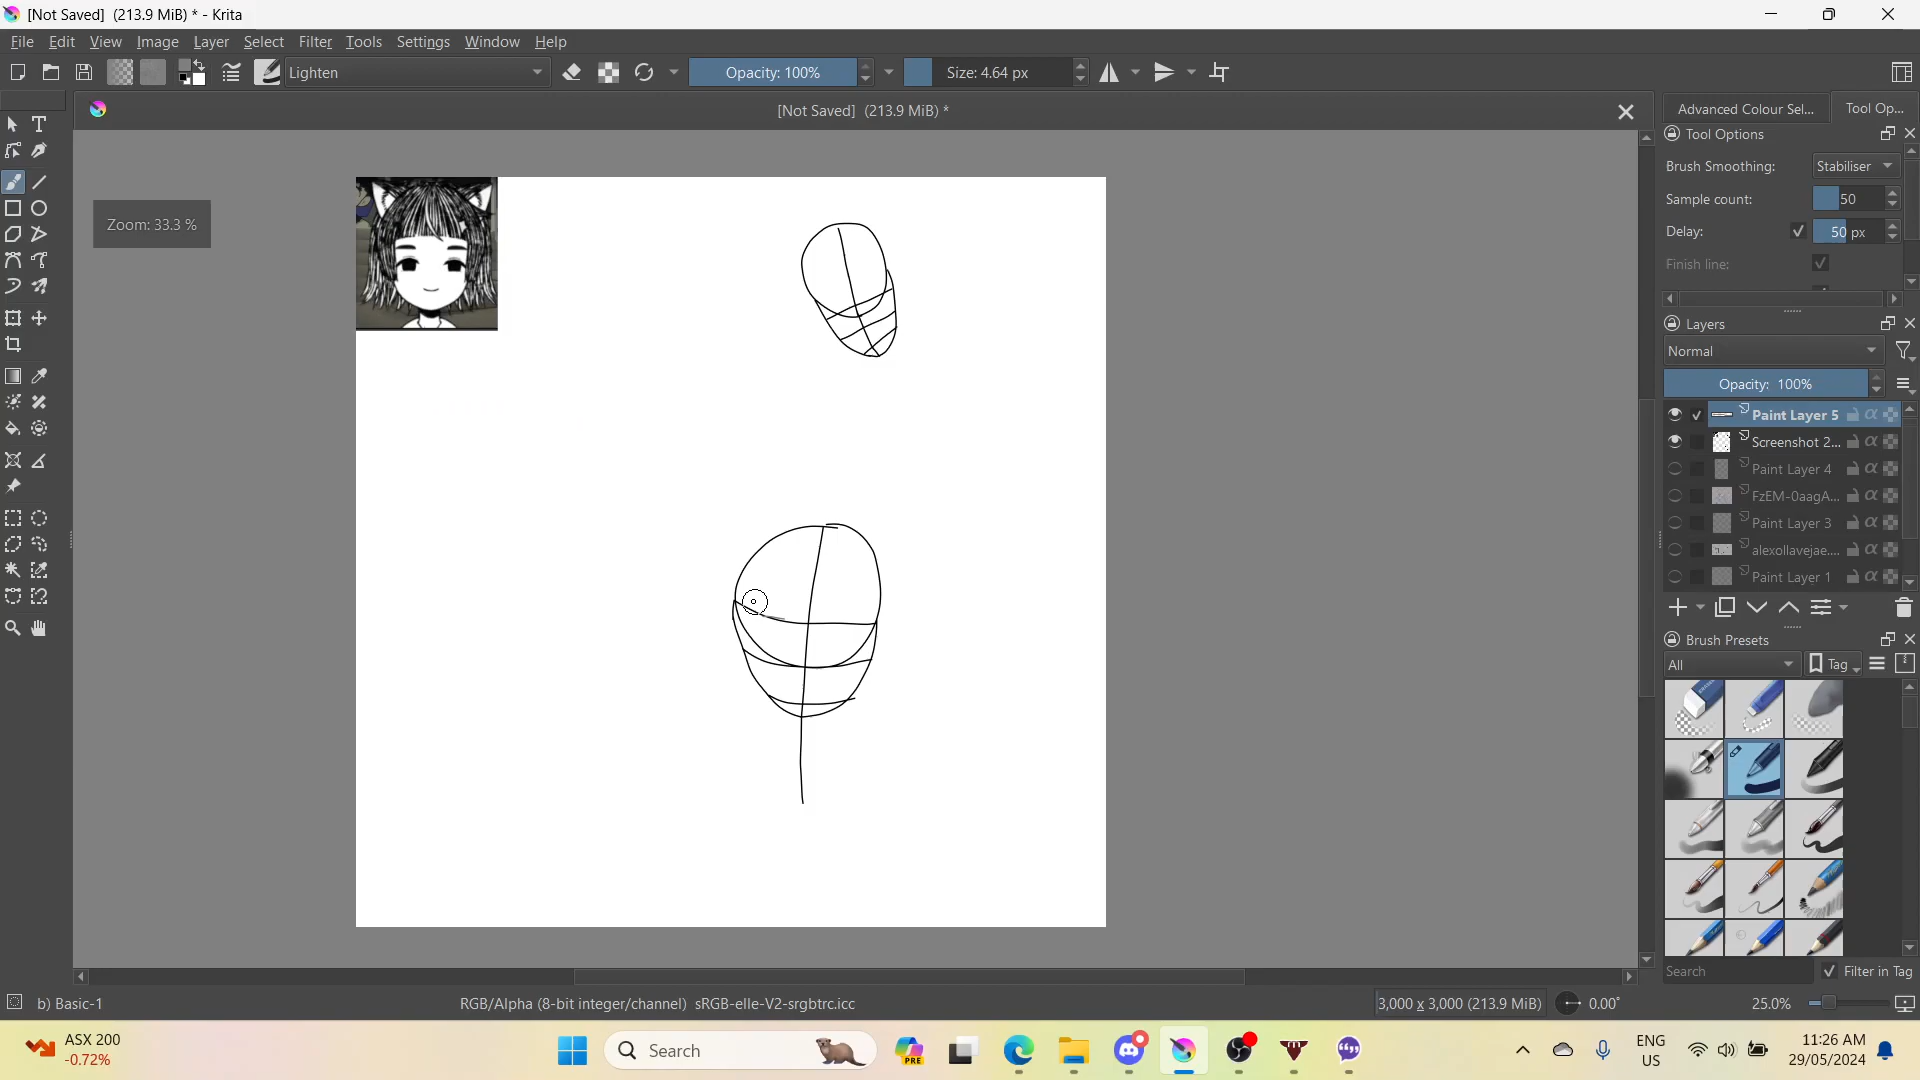 [Not Saved]  (213.9 MiB) * - Krita
File Edit View Image Layer Select Filter Tools Settings Window Help
Lighten
Opacity: 100%
Size: 4.64 px
[Not Saved]  (213.9 MiB) *
Advanced Colour Sel...
Tool Op...
Tool Options
Brush Smoothing: Stabiliser
Sample count: 50
Delay: 50 px
Finish line:
Zoom: 33.3 %
Layers
Normal
Opacity:  100%
Paint Layer 5
Screenshot 2...
Paint Layer 4
FzEM-0aagA...
Paint Layer 3
alexollavejae....
Paint Layer 1
Brush Presets
All
Tag
Search
Filter in Tag
b) Basic-1
RGB/Alpha (8-bit integer/channel)  sRGB-elle-V2-srgbtrc.icc
3,000 x 3,000 (213.9 MiB)
0.00°
25.0%
ASX 200
-0.72%
Search
PRE
ENG
US
11:26 AM
29/05/2024